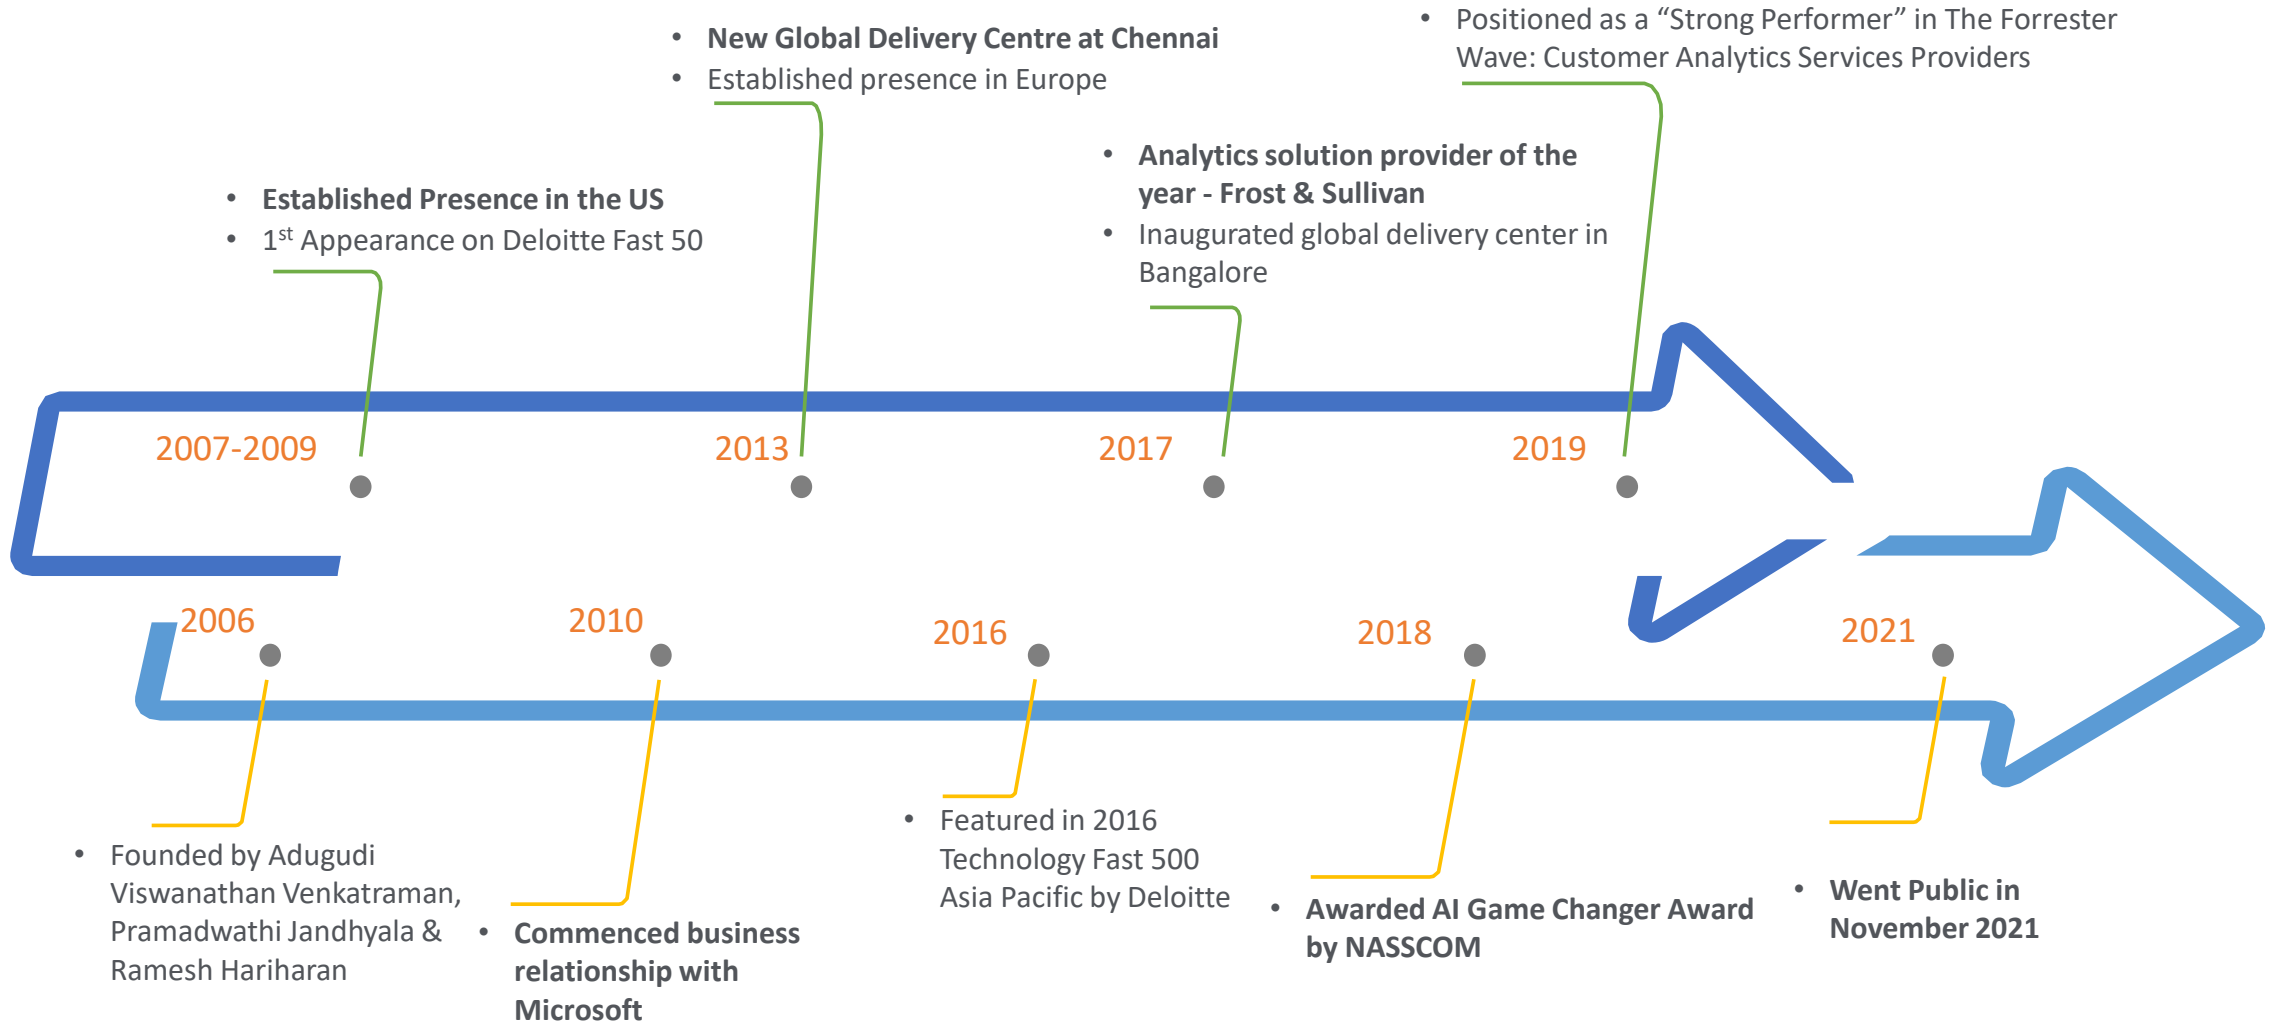 • Positioned as a “Strong Performer” in The Forrester
Wave: Customer Analytics Services Providers
• New Global Delivery Centre at Chennai
• Established presence in Europe
• Analytics solution provider of the
year - Frost & Sullivan
• Inaugurated global delivery center in
Bangalore
• Established Presence in the US
• 1st Appearance on Deloitte Fast 50
2007-2009
2013
2017
2019
2006
2010
2016
2018
2021
• Founded by Adugudi
Viswanathan Venkatraman,
Pramadwathi Jandhyala &
Ramesh Hariharan
• Commenced business
relationship with
Microsoft
• Featured in 2016
Technology Fast 500
Asia Pacific by Deloitte
• Awarded AI Game Changer Award
by NASSCOM
• Went Public in
November 2021